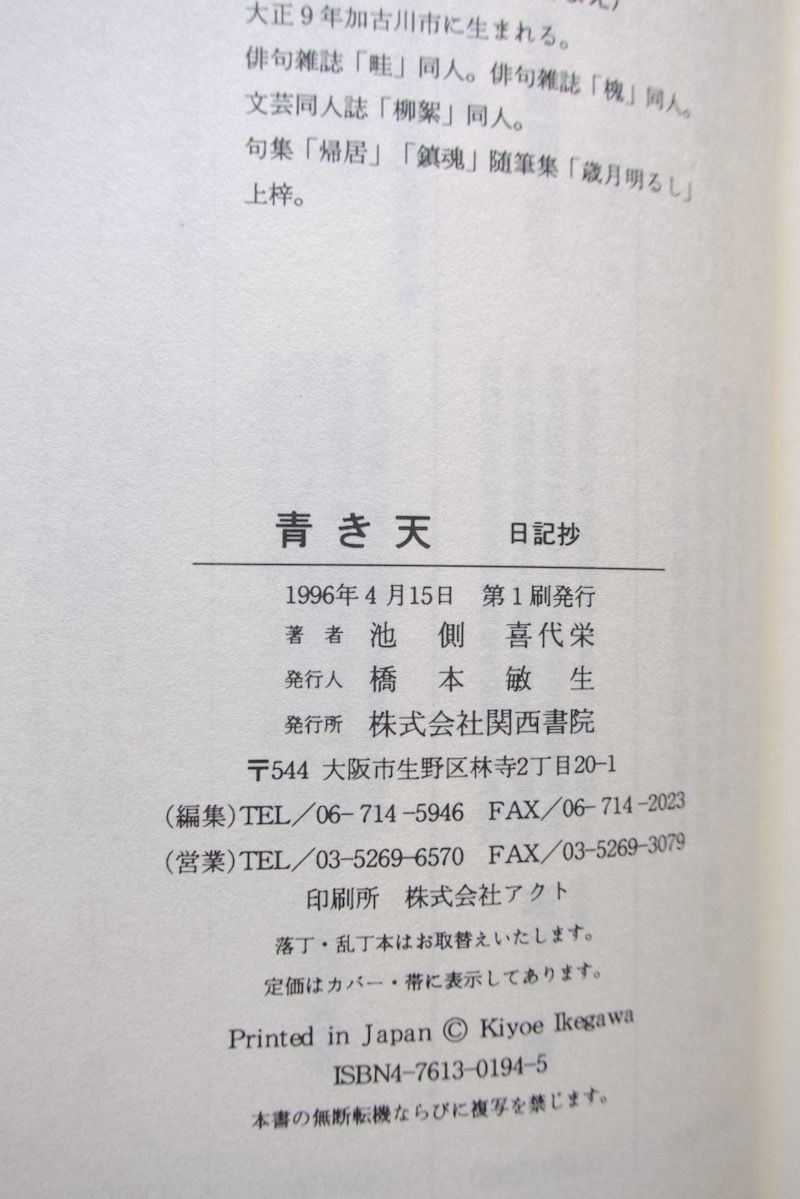 大正9年加古川市に生まれる。
俳句雑誌「畦」同人。俳句雑誌「槐」同人。
文芸同人誌「柳絮」同人。
句集「帰居」「鎮魂」随筆集「歳月明るし」
上梓。
青き天 日記抄
1996年4月15日 第1刷発行
著者 池側喜代栄
発行人 橋本敏生
発行所 株式会社関西書院
〒544 大阪市生野区林寺2丁目20-1
(編集)TEL/06-714-5946 FAX/06-714-2023
(営業)TEL/03-5269-6570 FAX/03-5269-3079
印刷所 株式会社アクト
落丁・乱丁本はお取替えいたします。
定価はカバー・帯に表示してあります。
Printed in Japan © Kiyoe Ikegawa
ISBN4-7613-0194-5
本書の無断転機ならびに複写を禁じます。